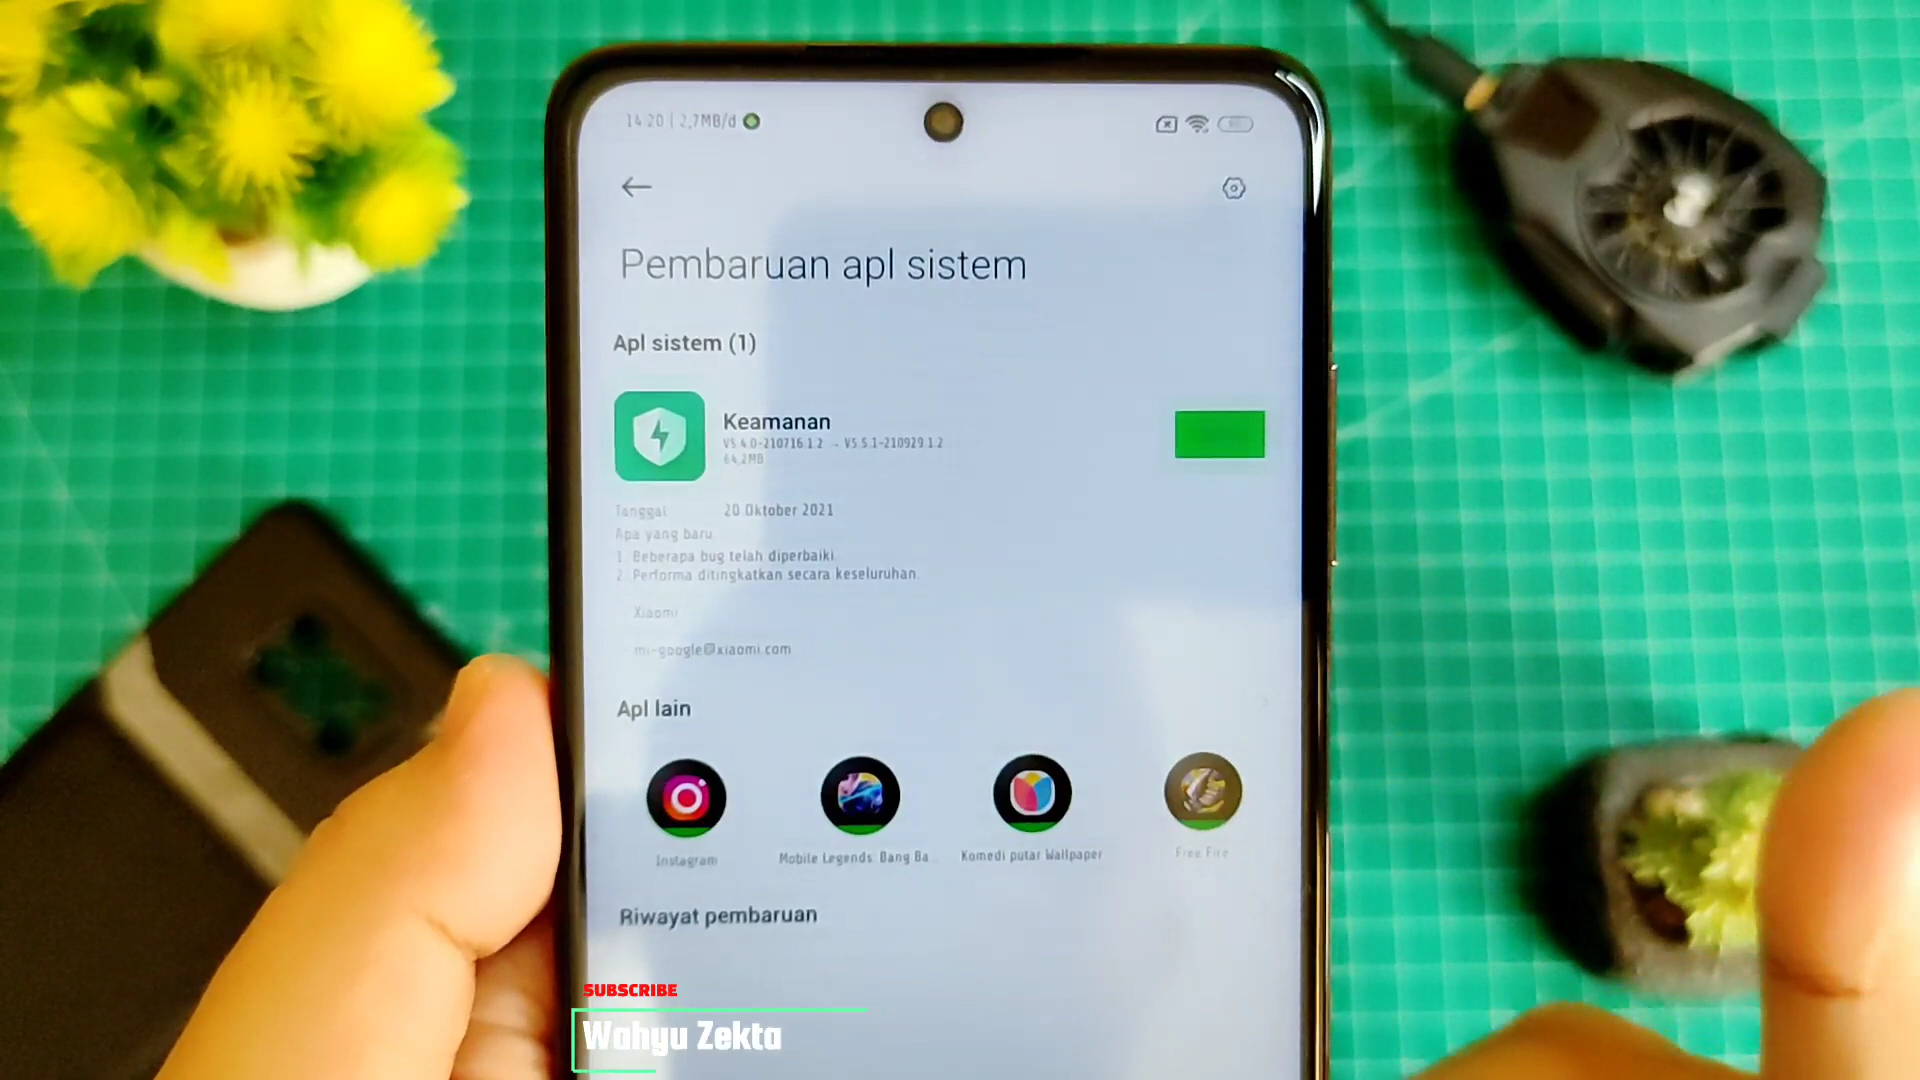 14:20 | 2,7MB/d
Pembaruan apl sistem
Apl sistem (1)
Keamanan
V5.4.0-210716.1.2 → V5.5.1-210929.1.2
64,2MB
Tanggal 20 Oktober 2021
Apa yang baru
1. Beberapa bug telah diperbaiki.
2. Performa ditingkatkan secara keseluruhan.
Xiaomi
mi-google@xiaomi.com
Apl lain
Instagram
Mobile Legends: Bang Ba...
Komedi putar Wallpaper
Free Fire
Riwayat pembaruan
SUBSCRIBE
Wahyu Zekta